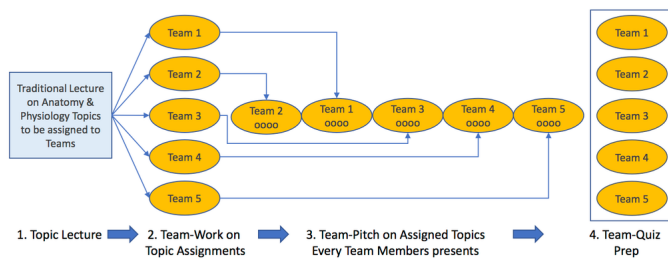 Traditional Lecture
on Anatomy &
Physiology Topics
to be assigned to
Teams
Team 1
Team 2
Team 3
Team 4
Team 5
Team 2
oooo
Team 1
oooo
Team 3
oooo
Team 4
oooo
Team 5
oooo
Team 1
Team 2
Team 3
Team 4
Team 5
1. Topic Lecture
2. Team-Work on
Topic Assignments
3. Team-Pitch on Assigned Topics
Every Team Members presents
4. Team-Quiz
Prep